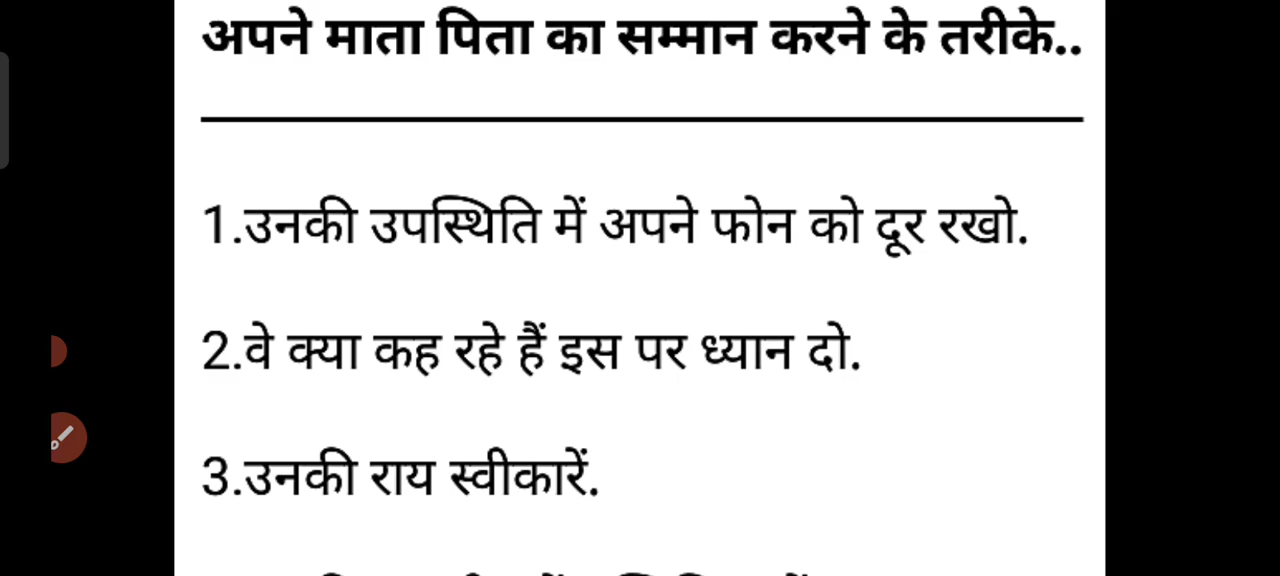 अपने माता पिता का सम्मान करने के तरीके..
1.उनकी उपस्थिति में अपने फोन को दूर रखो.
2.वे क्या कह रहे हैं इस पर ध्यान दो.
3.उनकी राय स्वीकारें.